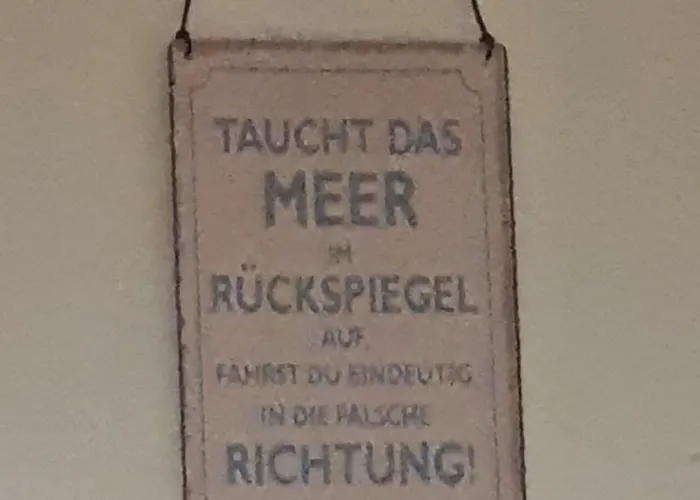 TAUCHT DAS
MEER
IM
RÜCKSPIEGEL
AUF,
FÄHRST DU EINDEUTIG
IN DIE FALSCHE
RICHTUNG!